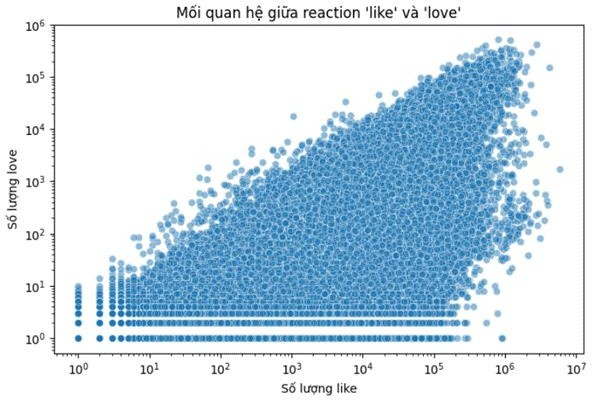 Mối quan hệ giữa reaction 'like' và 'love'
10⁶
10⁵
10⁴
10³
10²
10¹
10⁰
Số lượng love
10⁰ 10¹ 10² 10³ 10⁴ 10⁵ 10⁶ 10⁷
Số lượng like